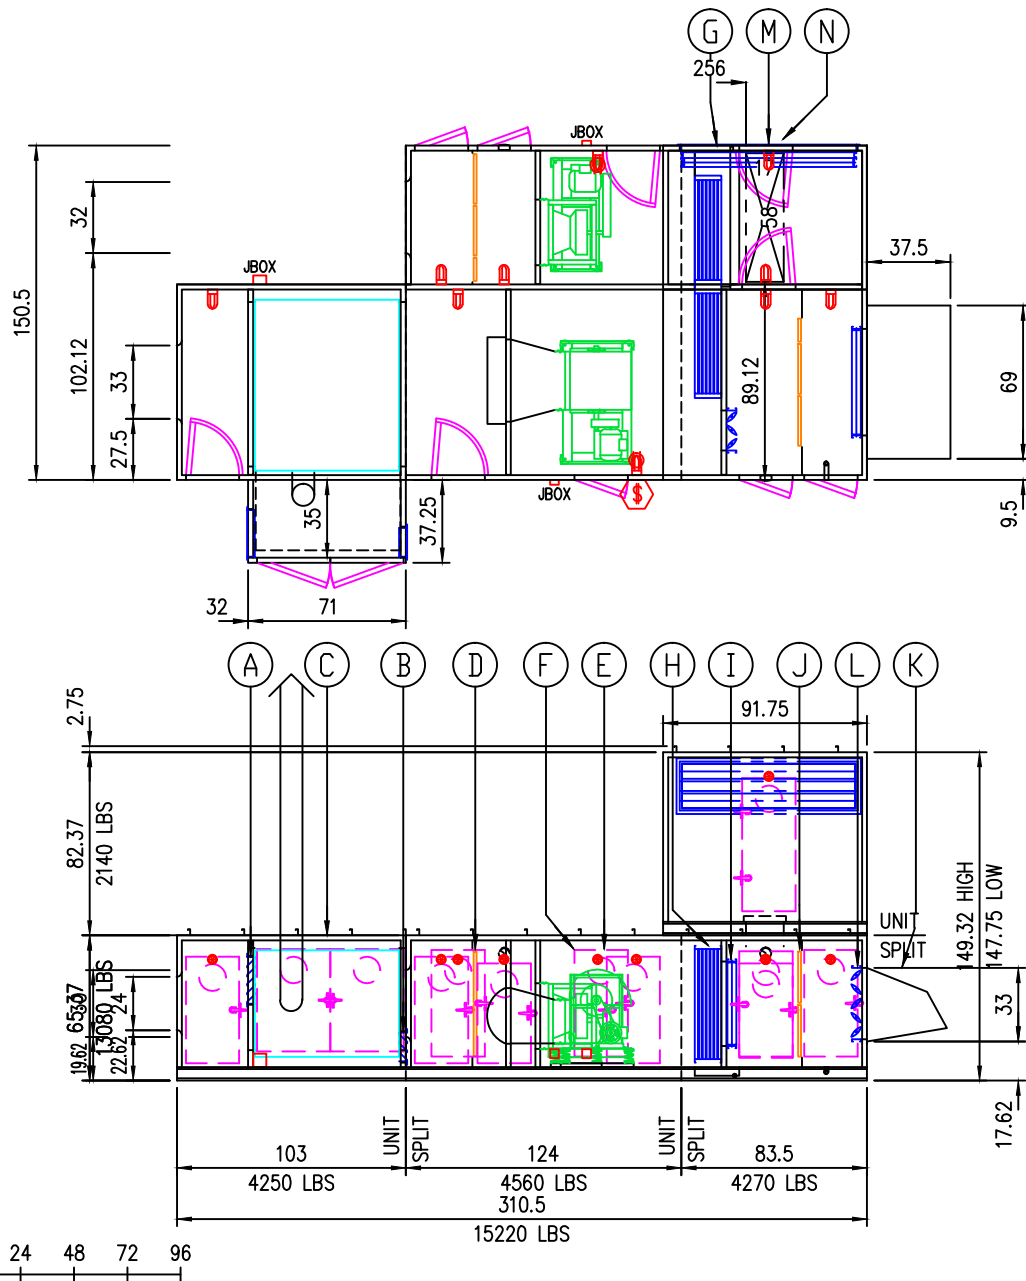 G M N
256
JBOX
32
58
37.5
JBOX
150.5
102.12
33
27.5
89.12
69
JBOX
$
35
37.25
9.5
32
71
A C B D F E H I J L K
2.75
91.75
82.37
2140 LBS
149.32 HIGH
147.75 LOW
UNIT
SPLIT
13080 LBS
24
33
19.62
22.62
17.62
UNIT
SPLIT
UNIT
SPLIT
103
124
83.5
4250 LBS
4560 LBS
4270 LBS
310.5
15220 LBS
24 48 72 96